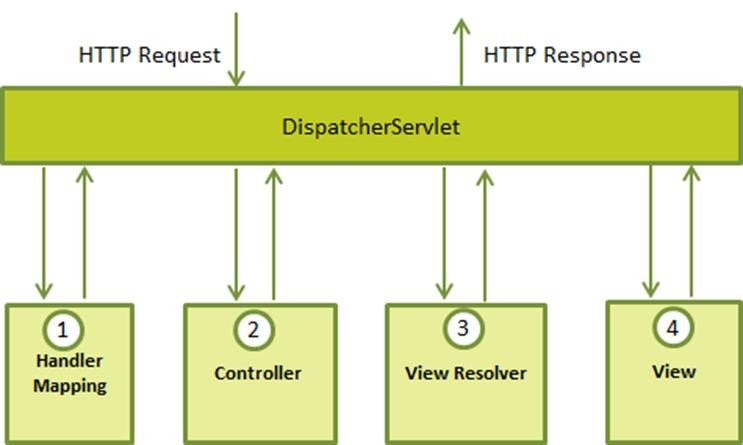 HTTP Request
HTTP Response
DispatcherServlet
1
Handler
Mapping
2
Controller
3
View Resolver
4
View